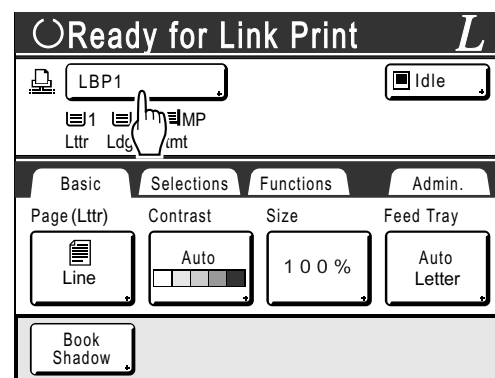 Ready for Link Print L
LBP1
Idle
1 MP
Lttr
Basic Selections Functions Admin.
Page (Lttr) Contrast Size Feed Tray
Line
Auto
100%
Auto
Letter
Book
Shadow